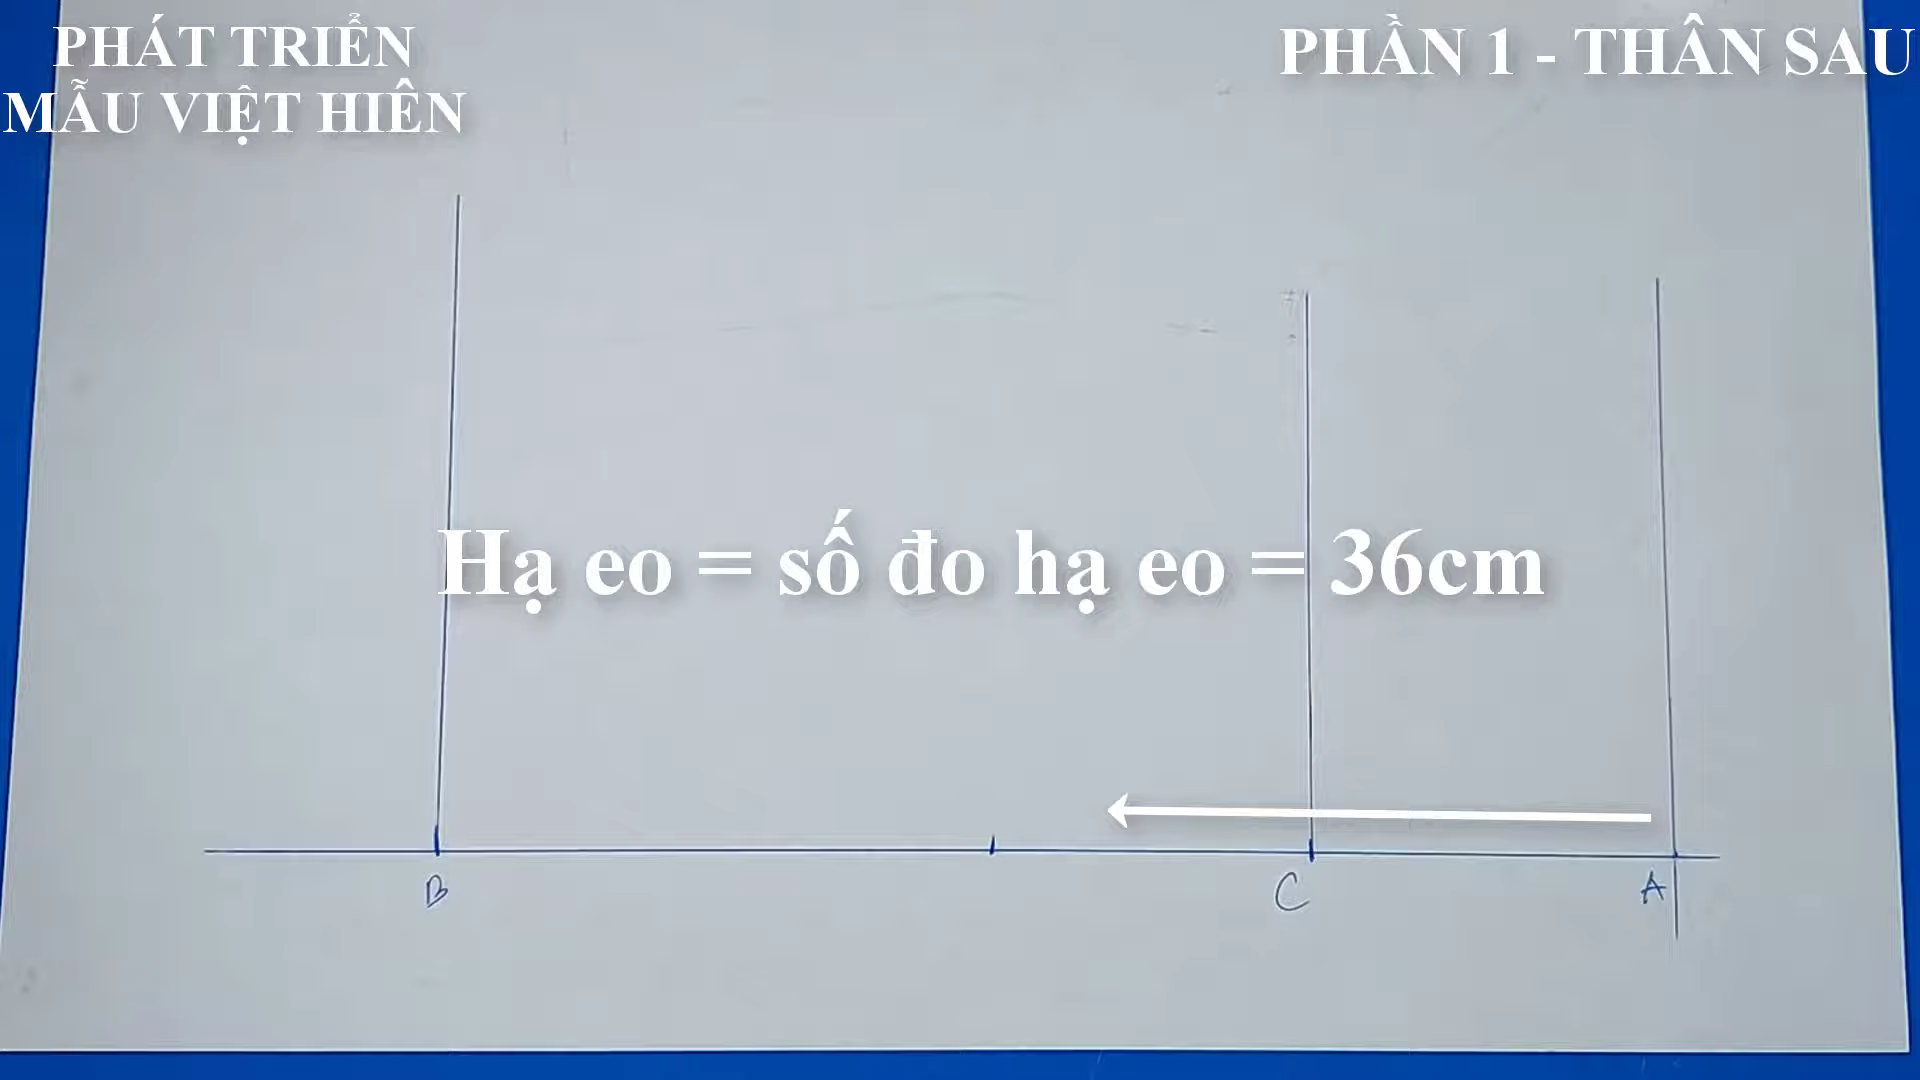 PHÁT TRIỂN
MẪU VIỆT HIÊN
PHẦN 1 - THÂN SAU
Hạ eo = số đo hạ eo = 36cm
B
C
A